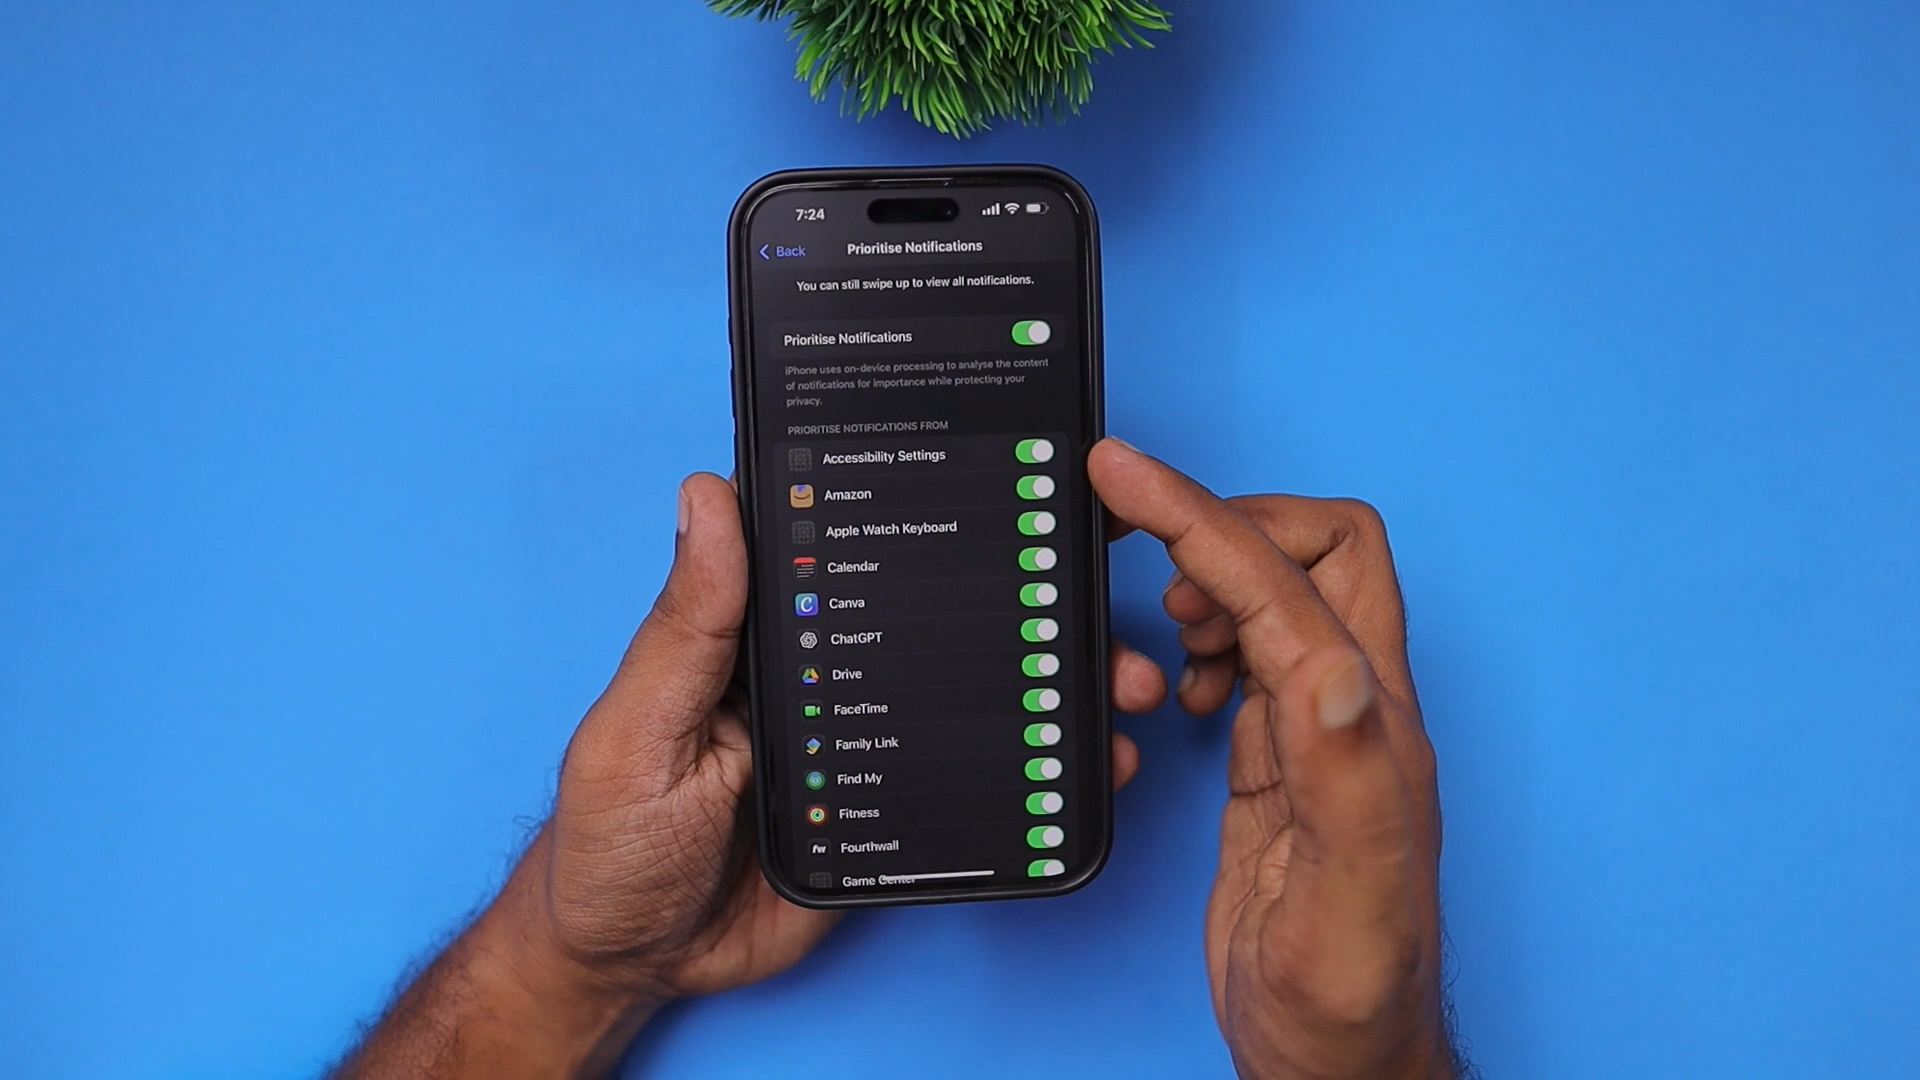 7:24
Back
Prioritise Notifications
You can still swipe up to view all notifications.
Prioritise Notifications
iPhone uses on-device processing to analyse the content
of notifications for importance while protecting your
privacy.
PRIORITISE NOTIFICATIONS FROM
Accessibility Settings
Amazon
Apple Watch Keyboard
Calendar
C Canva
ChatGPT
Drive
FaceTime
Family Link
Find My
Fitness
fw Fourthwall
Game Center